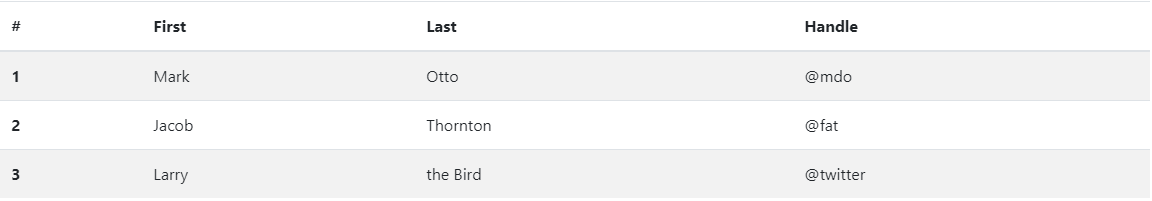 # First Last Handle
1 Mark Otto @mdo
2 Jacob Thornton @fat
3 Larry the Bird @twitter